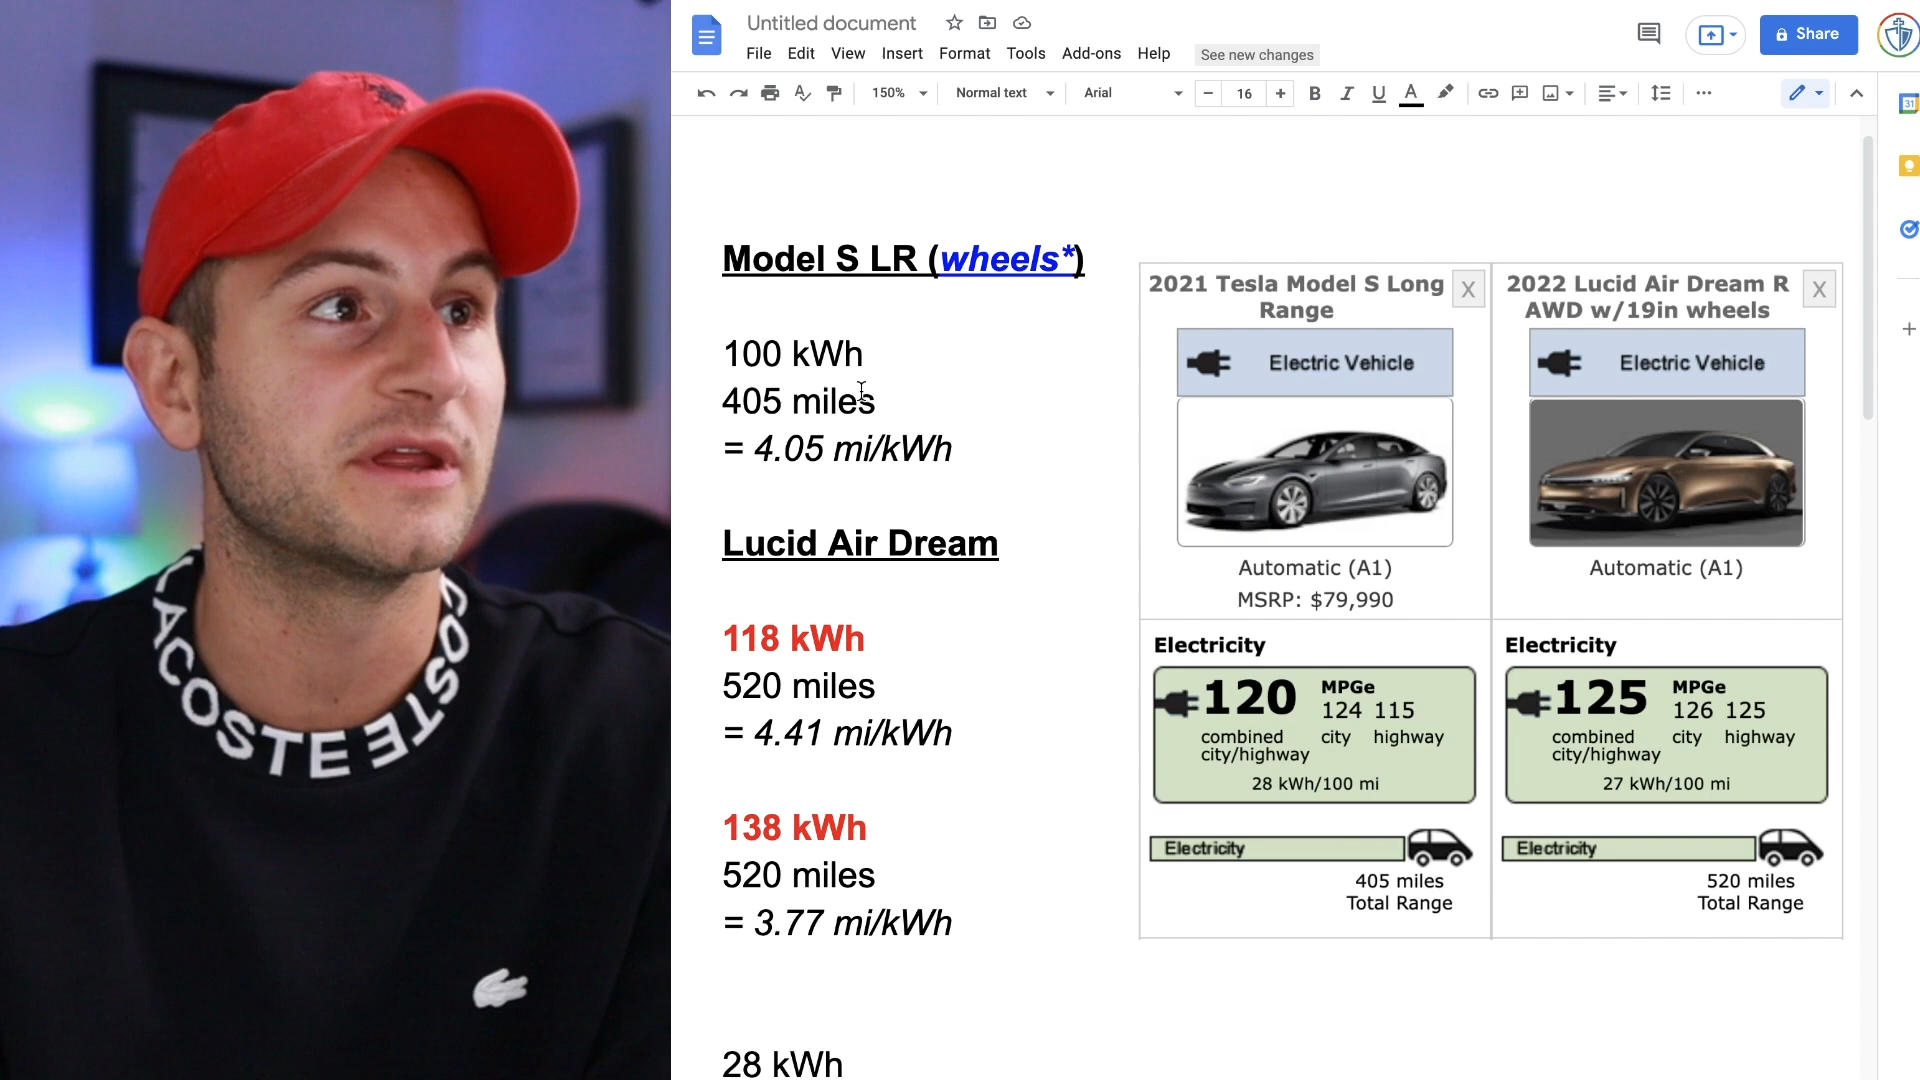 Untitled document
File Edit View Insert Format Tools Add-ons Help See new changes
Share
150% Normal text Arial − 16 + B I U A
31
Model S LR (wheels*)
100 kWh
405 miles
= 4.05 mi/kWh
Lucid Air Dream
118 kWh
520 miles
= 4.41 mi/kWh
138 kWh
520 miles
= 3.77 mi/kWh
28 kWh
2021 Tesla Model S Long
Range
X
Electric Vehicle
Automatic (A1)
MSRP: $79,990
Electricity
120 MPGe
124 115
combined
city/highway
city highway
28 kWh/100 mi
Electricity
405 miles
Total Range
2022 Lucid Air Dream R
AWD w/19in wheels
X
Electric Vehicle
Automatic (A1)
Electricity
125 MPGe
126 125
combined
city/highway
city highway
27 kWh/100 mi
Electricity
520 miles
Total Range
LACOSTE
LACOSTE